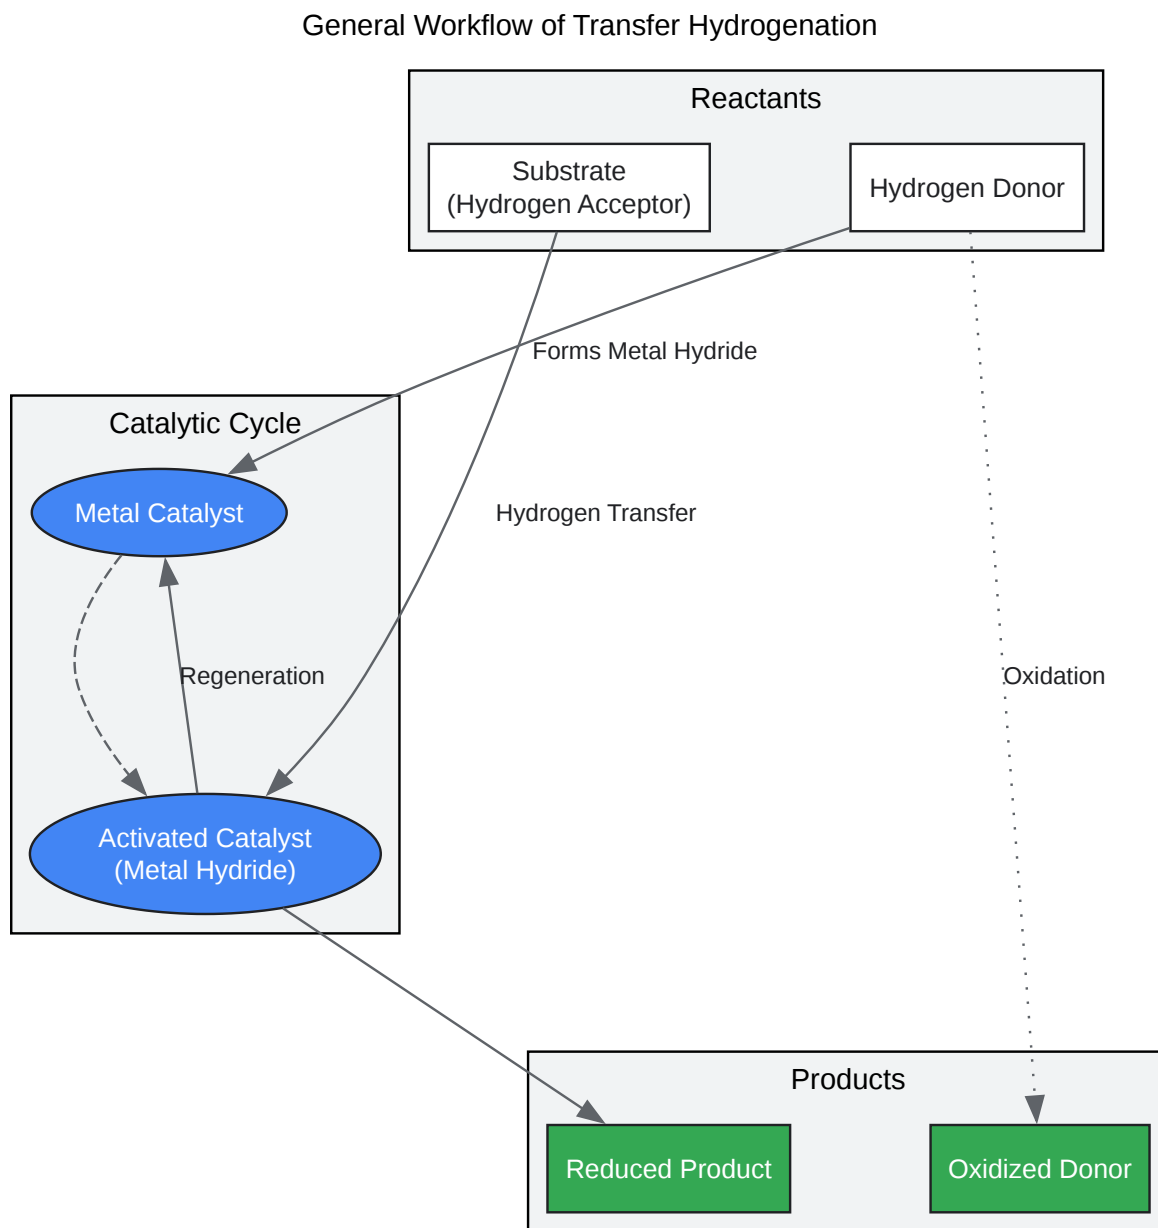 General Workflow of Transfer Hydrogenation
Reactants
Substrate
(Hydrogen Acceptor)
Hydrogen Donor
Forms Metal Hydride
Catalytic Cycle
Metal Catalyst
Hydrogen Transfer
Regeneration
Oxidation
Activated Catalyst
(Metal Hydride)
Products
Reduced Product
Oxidized Donor